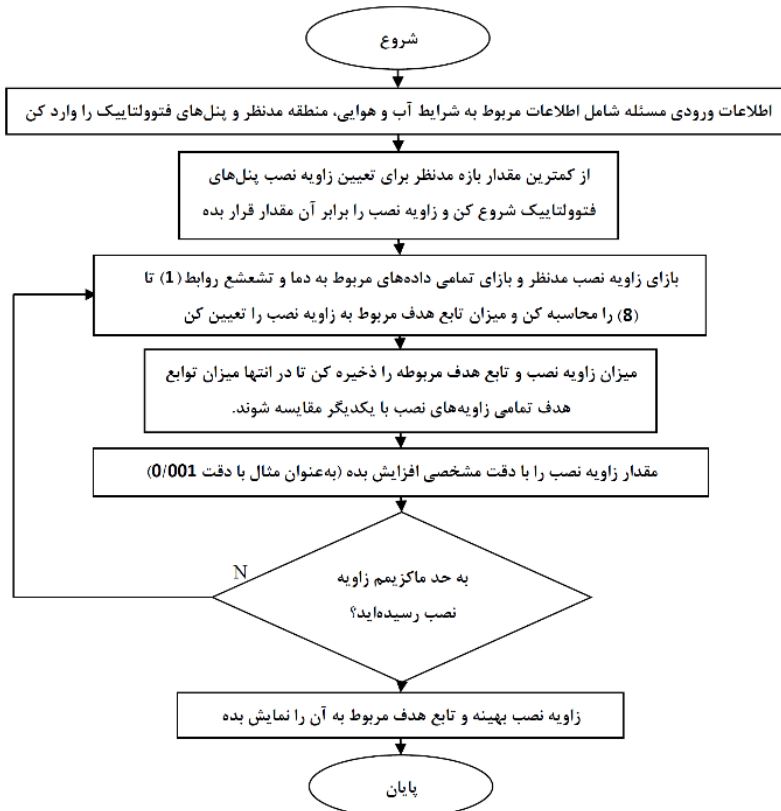 شروع
اطلاعات ورودی مسئله شامل اطلاعات مربوط به شرایط آب و هوایی، منطقه مدنظر و پنل‌های فتوولتاییک را وارد کن
از کمترین مقدار بازه مدنظر برای تعیین زاویه نصب پنل‌های
فتوولتاییک شروع کن و زاویه نصب را برابر آن مقدار قرار بده
بازای زاویه نصب مدنظر و بازای تمامی داده‌های مربوط به دما و تشعشع روابط (1) تا
(8) را محاسبه کن و میزان تابع هدف مربوط به زاویه نصب را تعیین کن
میزان زاویه نصب و تابع هدف مربوطه را ذخیره کن تا در انتها میزان توابع
هدف تمامی زاویه‌های نصب با یکدیگر مقایسه شوند.
مقدار زاویه نصب را با دقت مشخصی افزایش بده (به‌عنوان مثال با دقت 0/001)
N
به حد ماکزیمم زاویه
نصب رسیده‌اید؟
زاویه نصب بهینه و تابع هدف مربوط به آن را نمایش بده
پایان